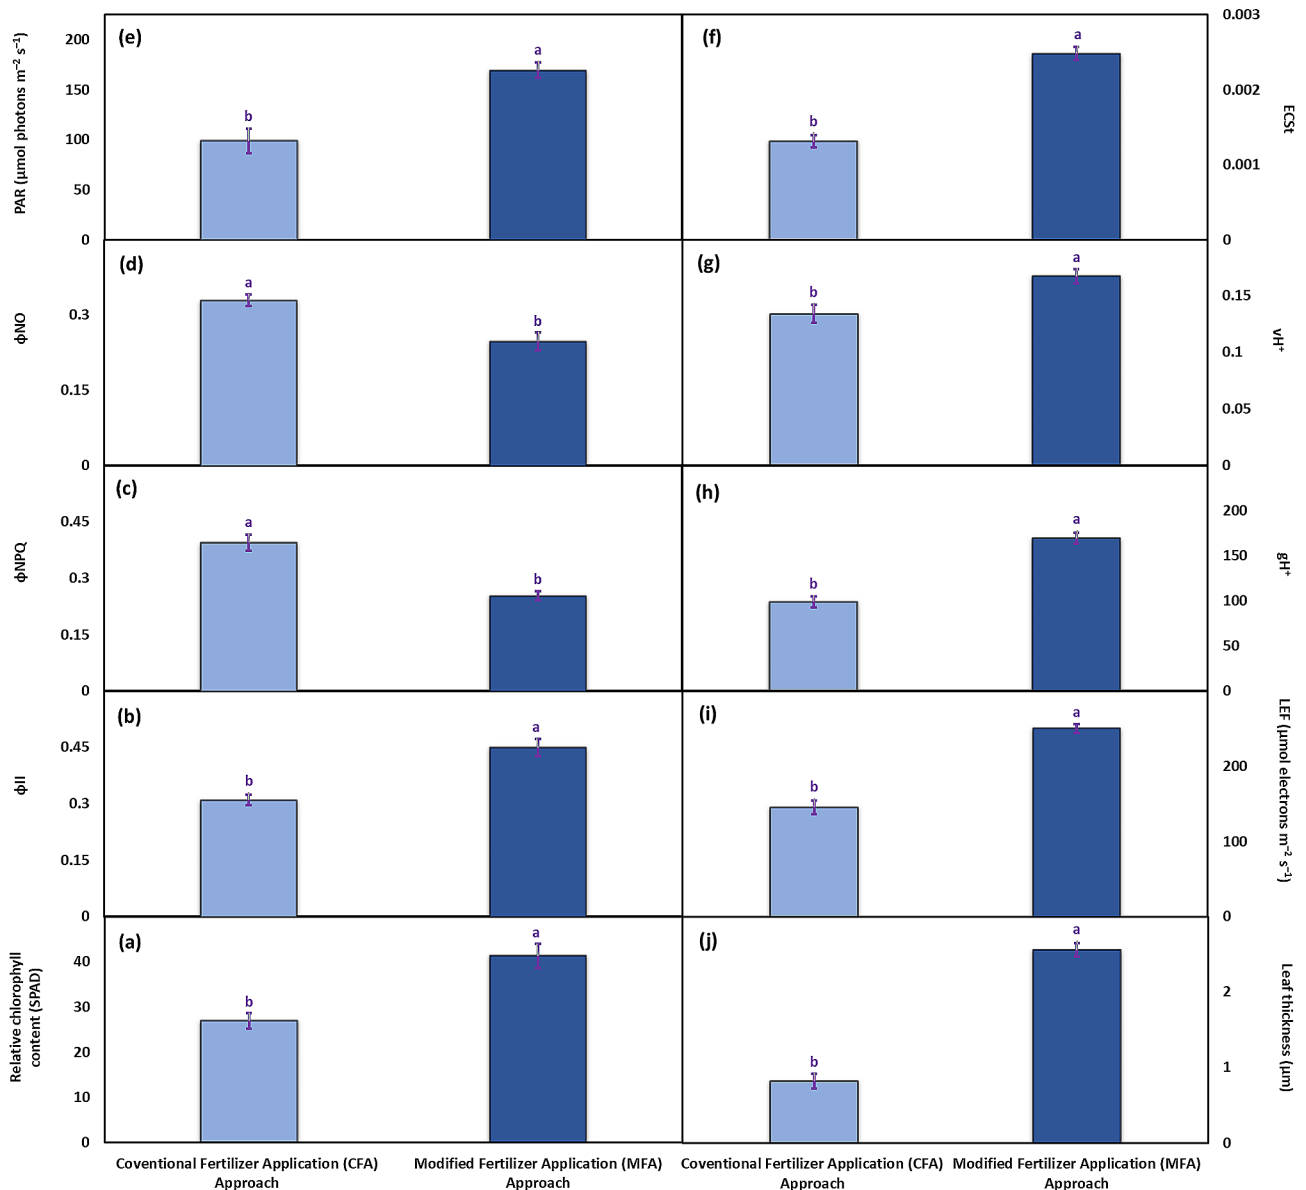 (e)
PAR (µmol photons m⁻² s⁻¹)
200
150
100
50
0
b
a
(f)
0.003
0.002
0.001
0
ECSt
b
a
(d)
ϕNO
0.3
0.15
0
a
b
(g)
0.15
0.1
0.05
0
vH⁺
b
a
(c)
ϕNPQ
0.45
0.3
0.15
0
a
b
(h)
200
150
100
50
0
gH⁺
b
a
(b)
ϕII
0.45
0.3
0.15
0
b
a
(i)
200
100
0
LEF (µmol electrons m⁻² s⁻¹)
b
a
(a)
Relative chlorophyll
content (SPAD)
40
30
20
10
0
b
a
(j)
2
1
0
Leaf thickness (µm)
b
a
Coventional Fertilizer Application (CFA)
Approach
Modified Fertilizer Application (MFA)
Approach
Coventional Fertilizer Application (CFA)
Approach
Modified Fertilizer Application (MFA)
Approach